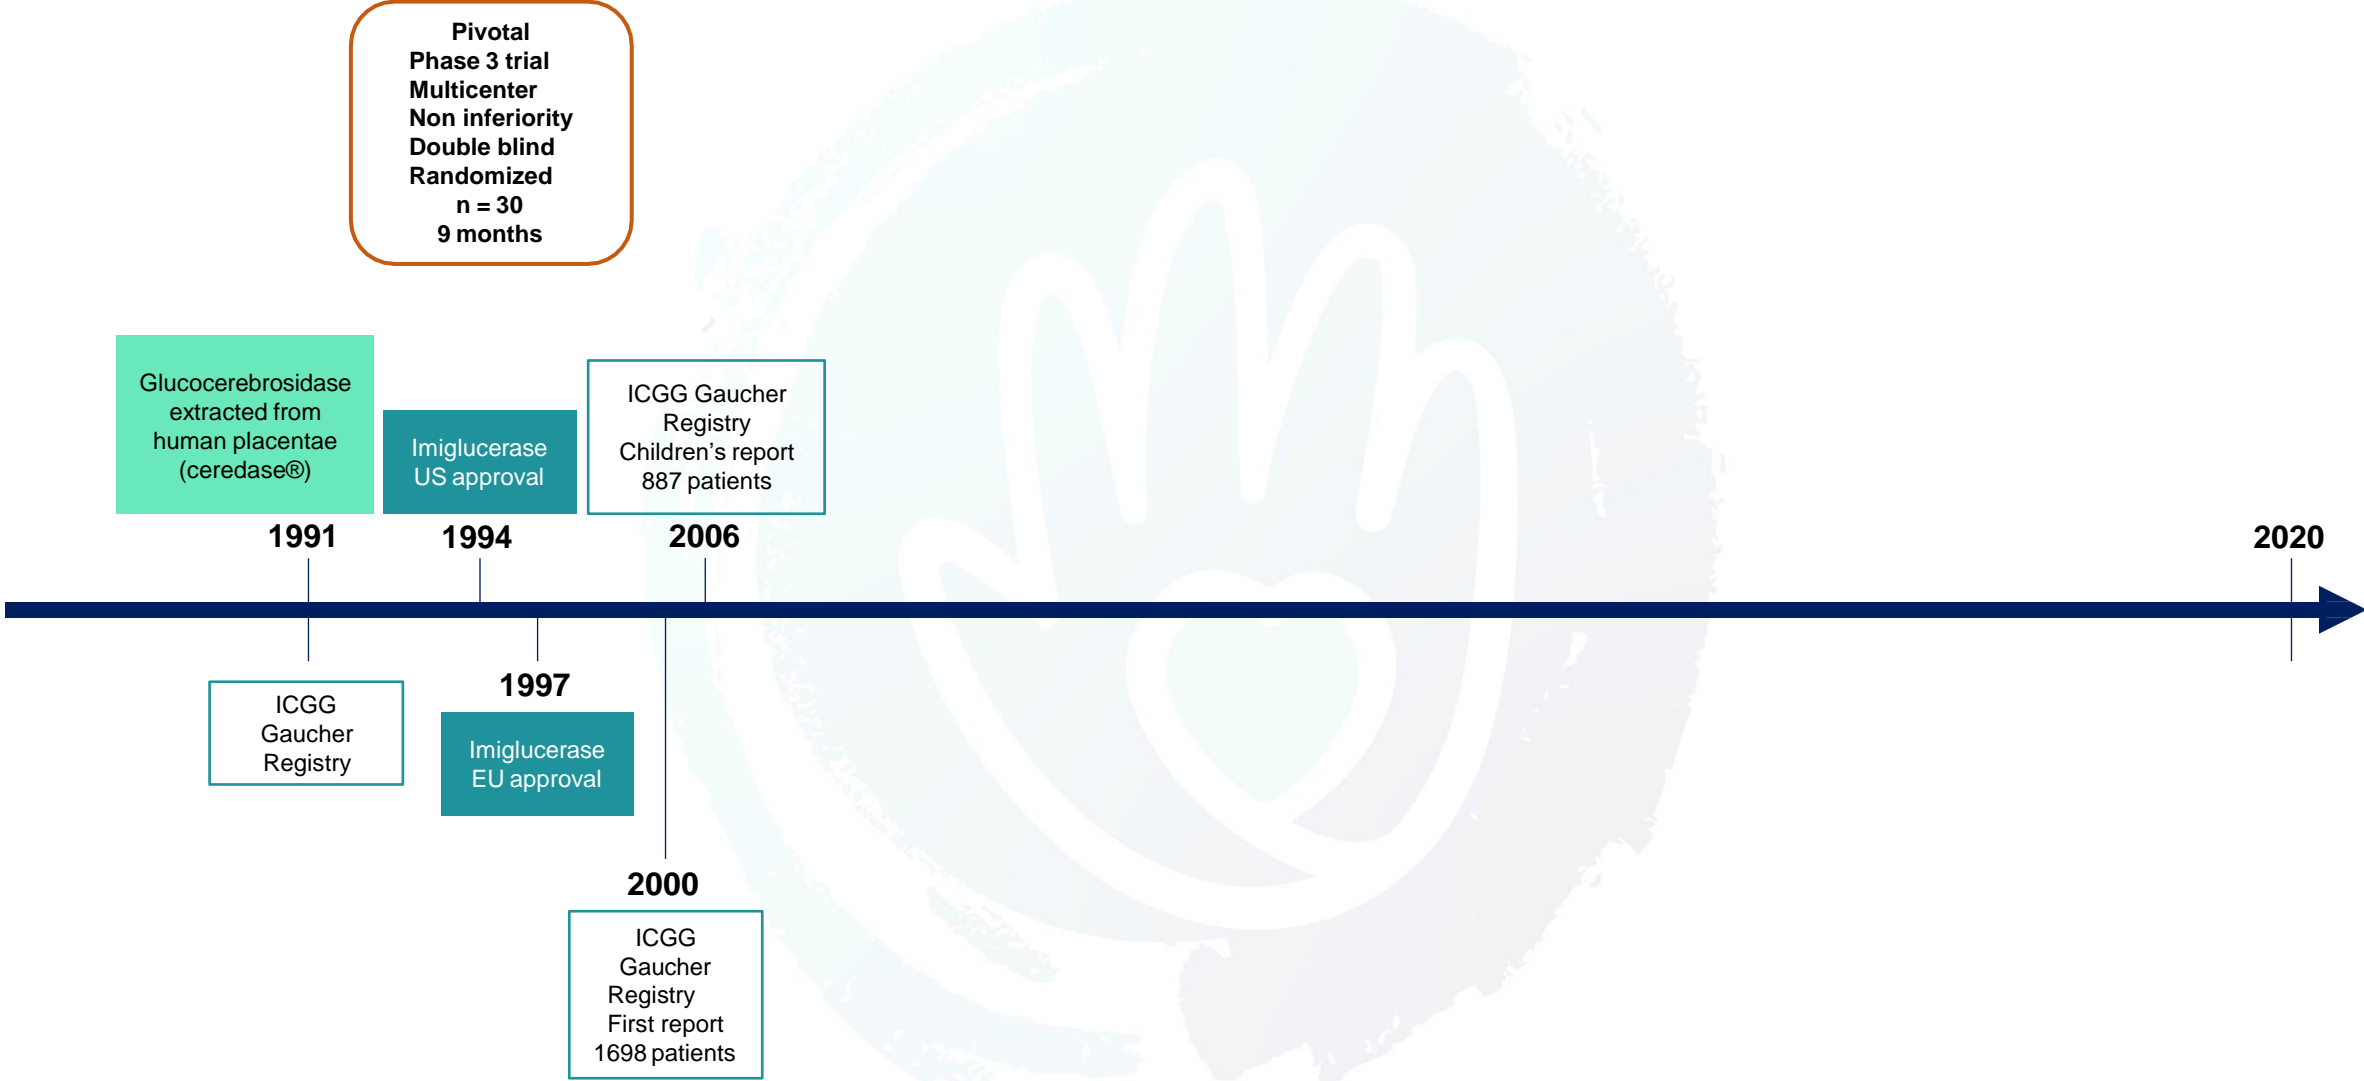 Pivotal
Phase 3 trial
Multicenter
Non inferiority
Double blind
Randomized
n = 30
9 months
Glucocerebrosidase
extracted from
human placentae
(ceredase®)
Imiglucerase
US approval
ICGG Gaucher
Registry
Children’s report
887 patients
1991
1994
2006
2020
ICGG
Gaucher
Registry
1997
Imiglucerase
EU approval
2000
ICGG
Gaucher
Registry
First report
1698 patients